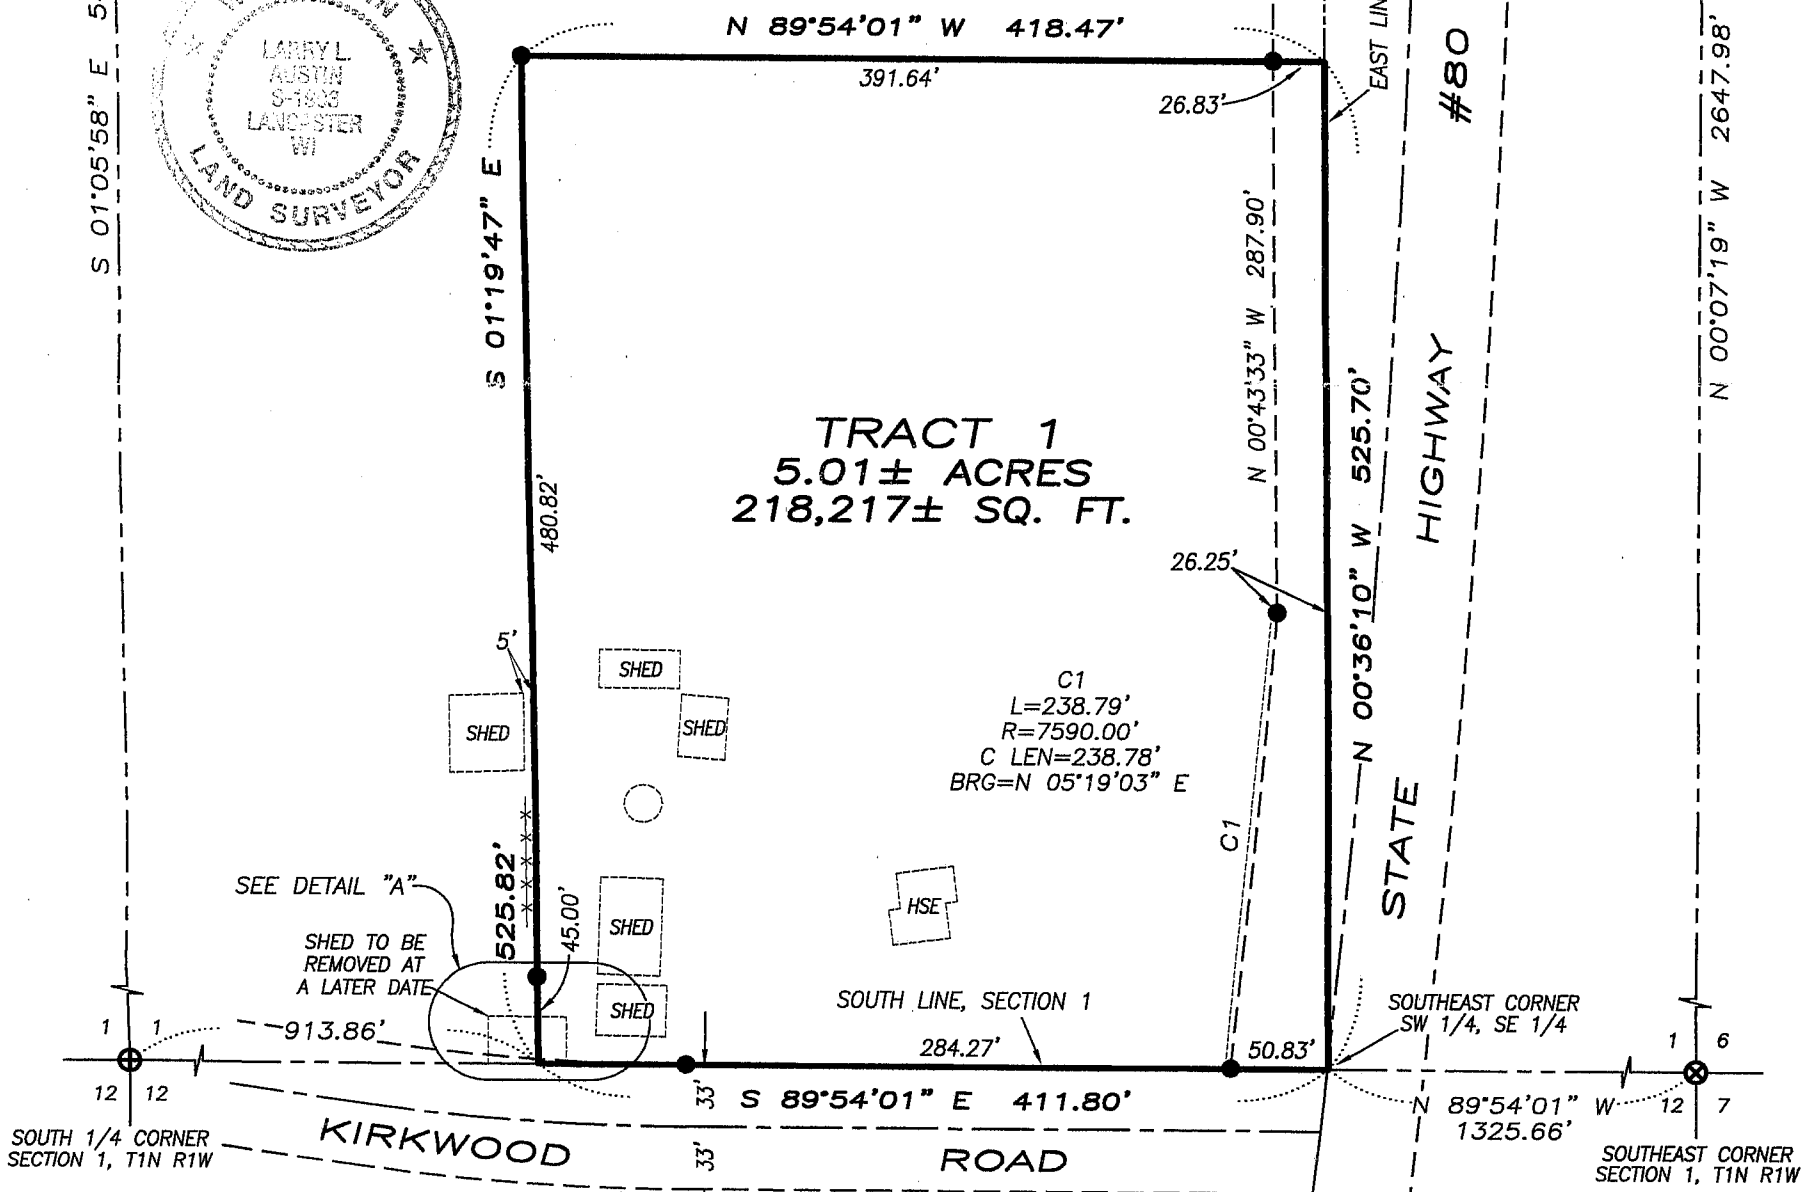 N 89°54'01" W 418.47'
391.64'
26.83'
#80
S 01°05'58" E
LARRY L.
AUSTIN
S-1903
LANCASTER
WI
LAND SURVEYOR
S 01°19'47" E
N 00°43'33" W 287.90'
N 00°07'19" W 2647.98'
TRACT 1
5.01± ACRES
218,217± SQ. FT.
480.82'
525.82'
N 00°36'10" W 525.70'
STATE HIGHWAY
26.25'
5'
SHED
SHED
SHED
C1
L=238.79'
R=7590.00'
C LEN=238.78'
BRG=N 05°19'03" E
C1
SEE DETAIL "A"
45.00'
SHED
HSE
SHED TO BE
REMOVED AT
A LATER DATE
SHED
SOUTH LINE, SECTION 1
SOUTHEAST CORNER
SW 1/4, SE 1/4
1 1
12 12
913.86'
284.27'
50.83'
1 6
12 7
33'
S 89°54'01" E 411.80'
N 89°54'01" W
1325.66'
SOUTH 1/4 CORNER
SECTION 1, T1N R1W
KIRKWOOD ROAD
33'
SOUTHEAST CORNER
SECTION 1, T1N R1W
EAST